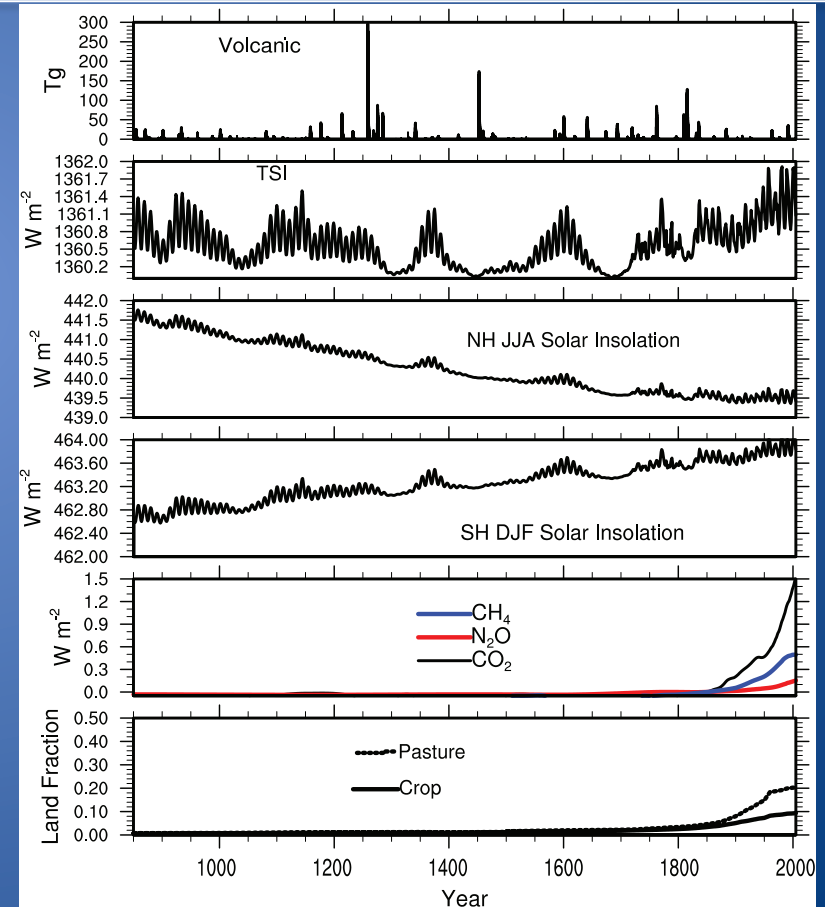 300
250
200
150
100
50
0
Tg
Volcanic
1362.0
1361.7
1361.4
1361.1
1360.8
1360.5
1360.2
W m⁻²
TSI
442.0
441.5
441.0
440.5
440.0
439.5
439.0
W m⁻²
NH JJA Solar Insolation
464.00
463.60
463.20
462.80
462.40
462.00
W m⁻²
SH DJF Solar Insolation
1.5
1.2
0.9
0.6
0.3
0.0
W m⁻²
CH₄
N₂O
CO₂
0.50
0.40
0.30
0.20
0.10
0.00
Land Fraction
Pasture
Crop
1000 1200 1400 1600 1800 2000
Year